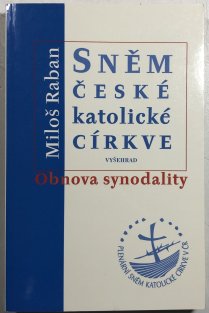 Miloš Raban
SNĚM
ČESKÉ
katolické
CÍRKVE
VYŠEHRAD
Obnova synodality
PLENÁRNÍ SNĚM KATOLICKÉ CÍRKVE V ČR